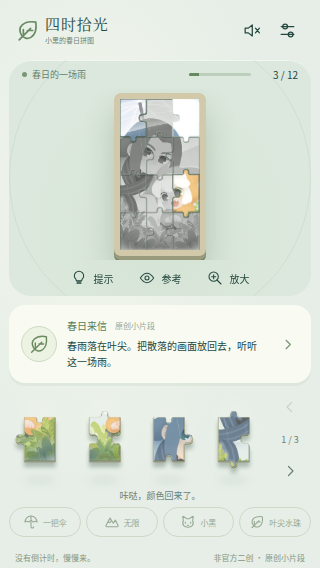 四时拾光
小黑的春日拼图
春日的一场雨
3 / 12
提示
参考
放大
春日来信 原创小片段
春雨落在叶尖。把散落的画面放回去，听听
这一场雨。
1 / 3
咔哒，颜色回来了。
一把伞
无限
小黑
叶尖水珠
没有倒计时，慢慢来。
非官方二创 · 原创小片段